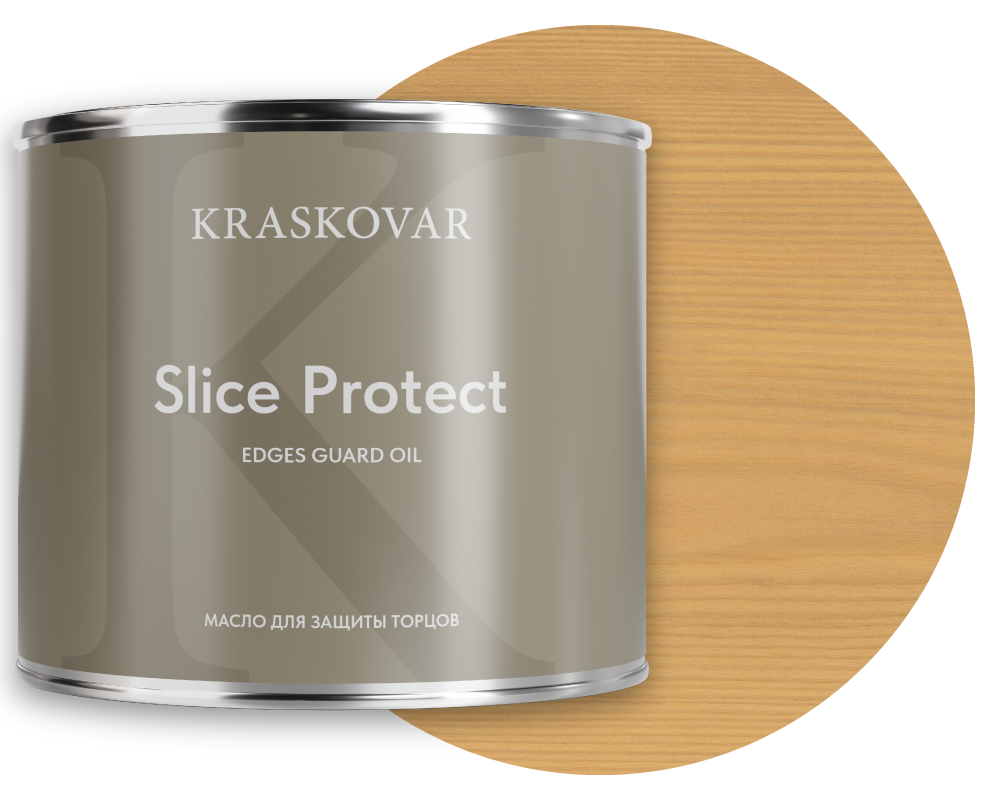 KRASKOVAR
Slice Protect
EDGES GUARD OIL
МАСЛО ДЛЯ ЗАЩИТЫ ТОРЦОВ